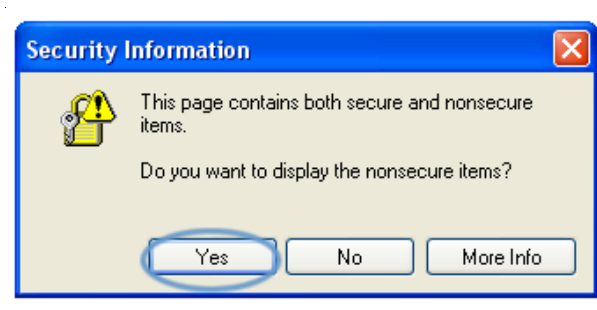 Security Information
This page contains both secure and nonsecure
items.
Do you want to display the nonsecure items?
Yes No More Info